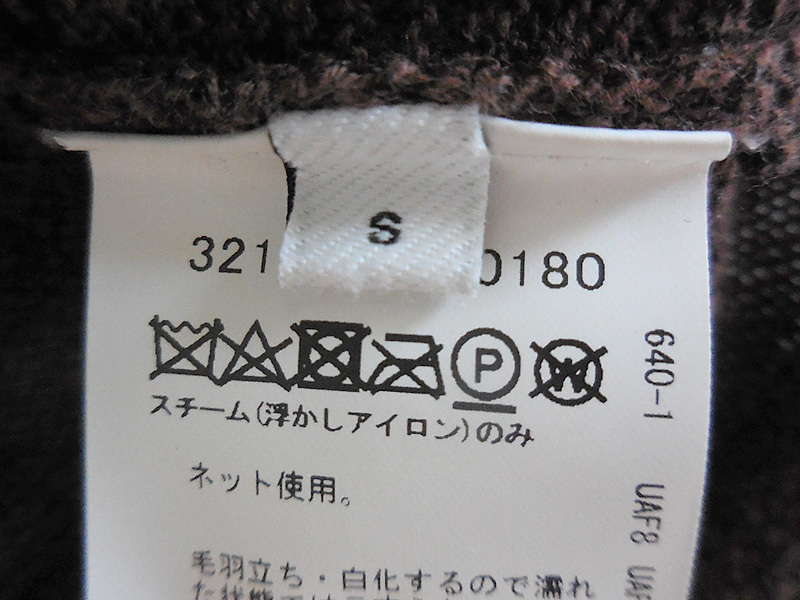 S
321
0180
P
W
スチーム(浮かしアイロン)のみ
ネット使用。
毛羽立ち・白化するので濡れ
640-1
UAF8